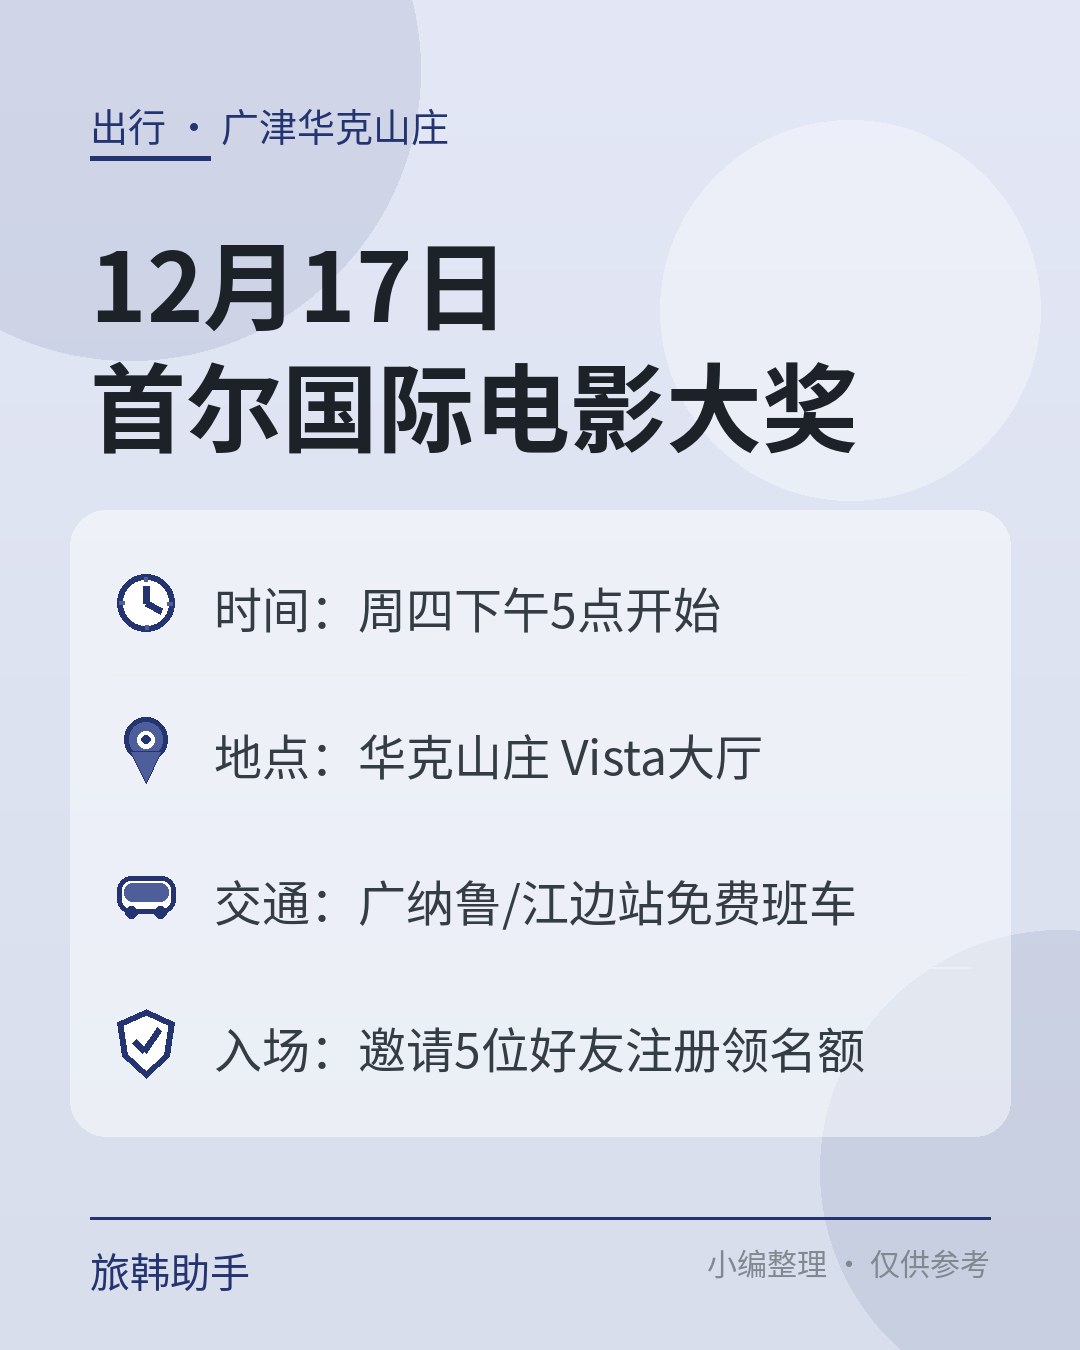 出行 · 广津华克山庄
12月17日
首尔国际电影大奖
时间：周四下午5点开始
地点：华克山庄 Vista大厅
交通：广纳鲁/江边站免费班车
入场：邀请5位好友注册领名额
旅韩助手
小编整理 · 仅供参考